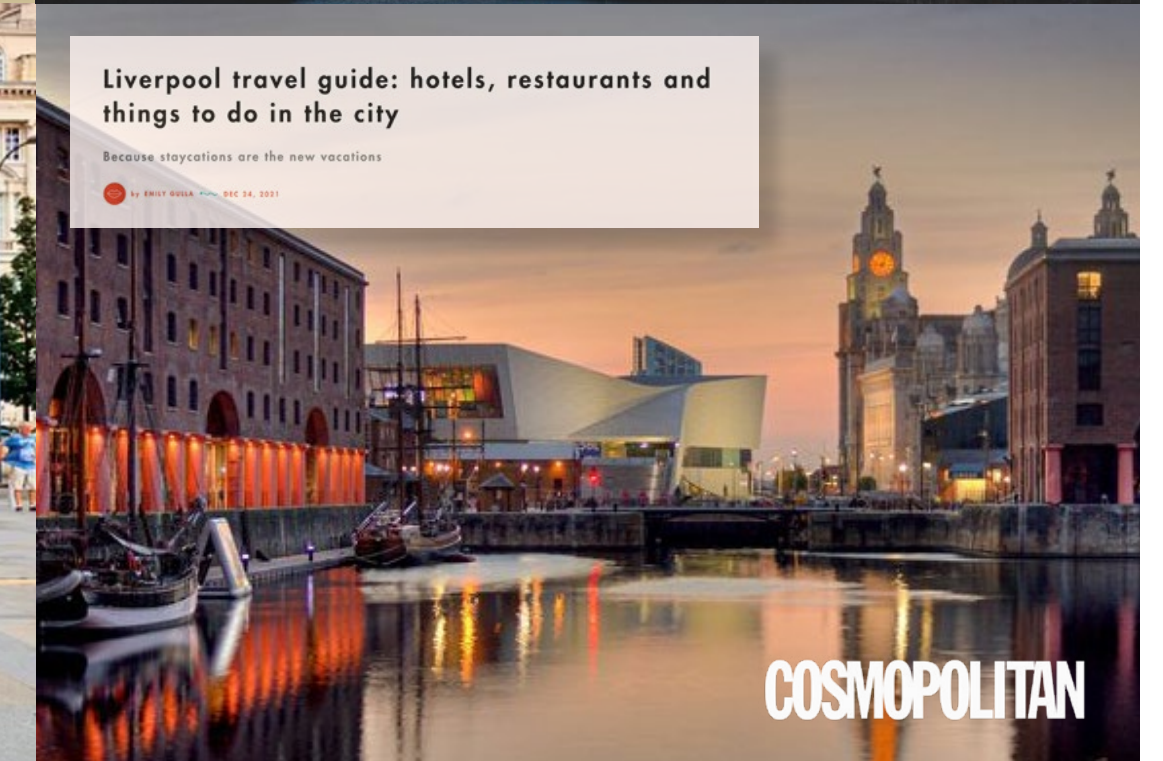 Liverpool travel guide: hotels, restaurants and
things to do in the city
Because staycations are the new vacations
by EMILY GULLA DEC 24, 2021
COSMOPOLITAN